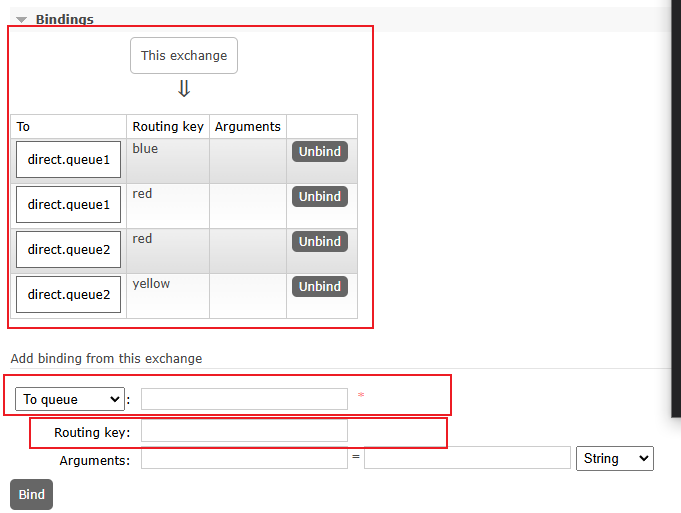 Bindings
This exchange
⇓
To Routing key Arguments
direct.queue1 blue Unbind
direct.queue1 red Unbind
direct.queue2 red Unbind
direct.queue2 yellow Unbind
Add binding from this exchange
To queue : *
Routing key:
Arguments: = String
Bind